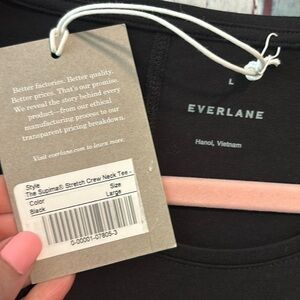 Better factories. Better quality.
Better prices. That's our promise.
We reveal the story behind every
product—from our ethical
manufacturing process to our
transparent pricing breakdown.
Visit everlane.com to learn more.
Style
The Supima® Stretch Crew Neck Tee -
Color Size
Black Large
0-00001-07805-3
L
EVERLANE
Hanoi, Vietnam